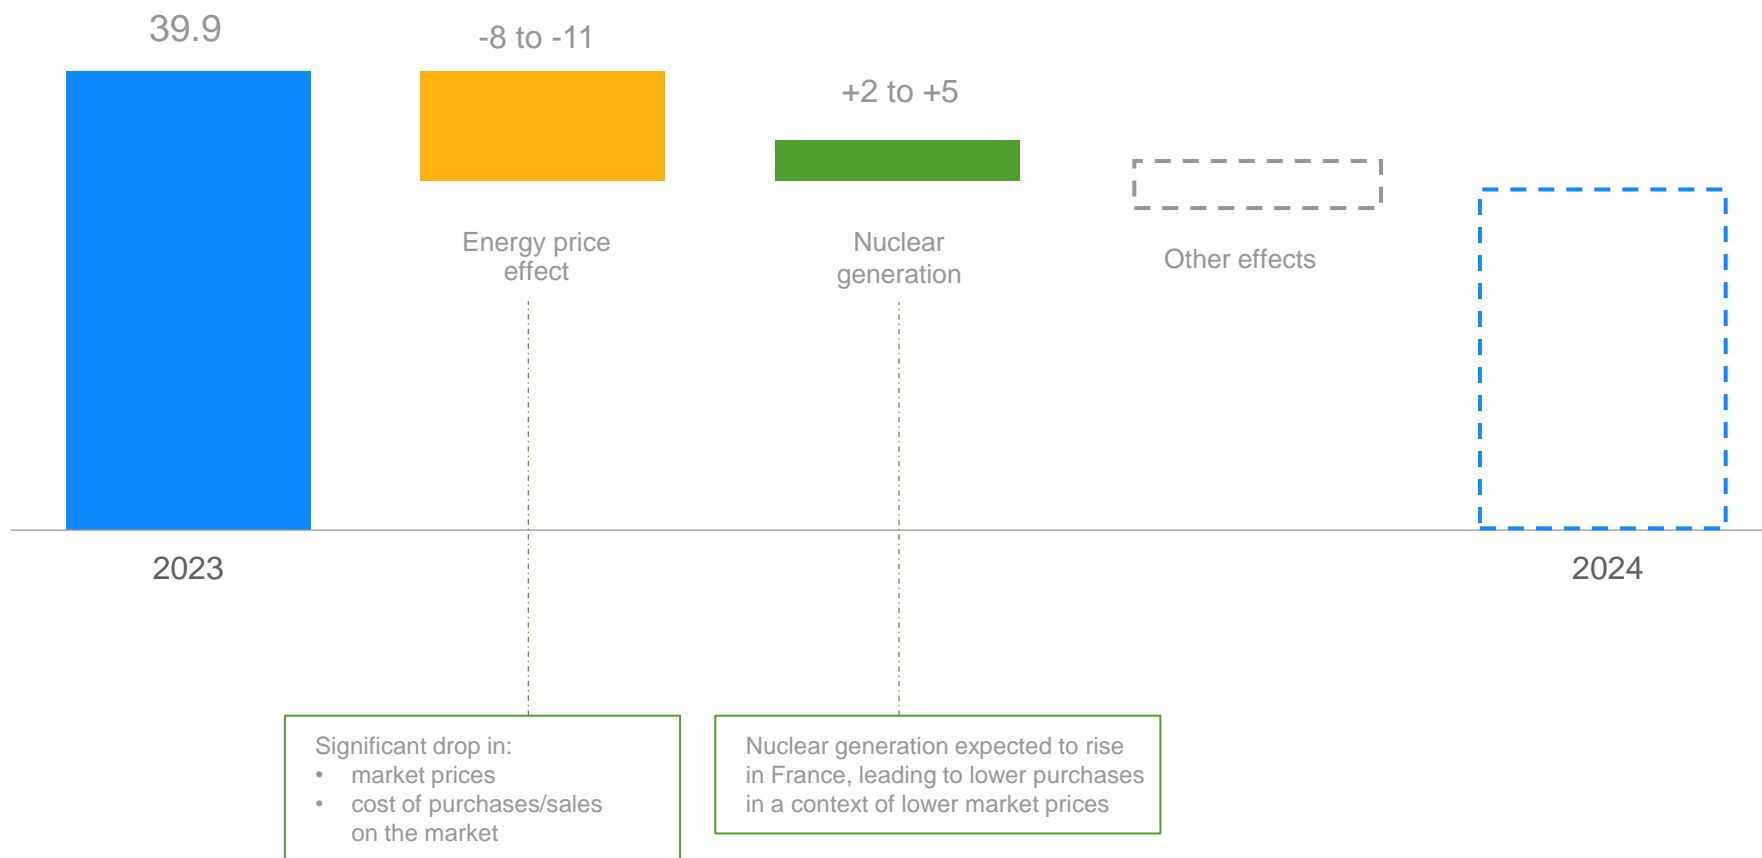 39.9
-8 to -11
+2 to +5
Energy price
effect
Nuclear
generation
Other effects
2023
2024
Significant drop in:
• market prices
• cost of purchases/sales
on the market
Nuclear generation expected to rise
in France, leading to lower purchases
in a context of lower market prices